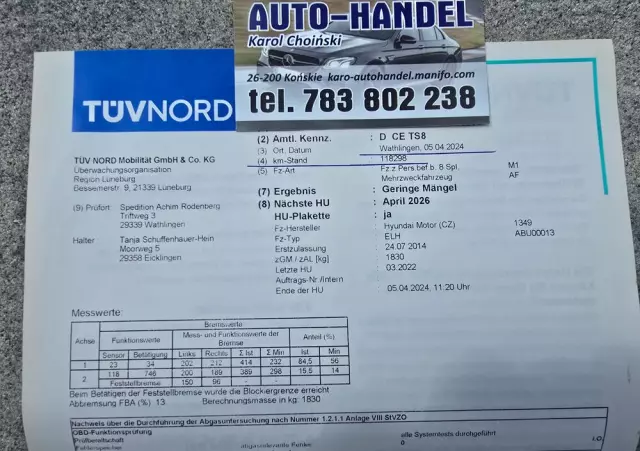 AUTO-HANDEL
Karol Choiński
26-200 Końskie karo-autohandel.manifo.com
tel. 783 802 238
TÜVNORD
TÜV NORD Mobilität GmbH & Co. KG
Überwachungsorganisation
Region Lüneburg
Bessemerstr. 9, 21339 Lüneburg
(9) Prüfort Spedition Achim Rodenberg
Triftweg 3
29339 Wathlingen
Halter Tanja Schuffenhauer-Hein
Moorweg 5
29358 Eicklingen
(2) Amtl. Kennz. : D CE TS8
(3) Ort, Datum Wathlingen, 05.04.2024
(4) km-Stand : 118298
(5) Fz-Art : Fz.z.Pers.bef.b. 8 Spl. M1
Mehrzweckfahrzeug AF
(7) Ergebnis : Geringe Mängel
(8) Nächste HU : April 2026
HU-Plakette : ja
Fz-Hersteller : Hyundai Motor (CZ) 1349
Fz-Typ : ELH ABU00013
Erstzulassung : 24.07.2014
zGM / zAL [kg] : 1830
Letzte HU : 03.2022
Auftrags-Nr./Intern :
Ende der HU : 05.04.2024, 11:20 Uhr
Messwerte:
Bremswerte
Achse Funktionswerte Mess- und Funktionswerte der Bremse Anteil (%)
Sensor Betätigung Links Rechts Σ Ist Σ Min Ist Min
1 23 34 202 212 414 232 84,5 56
2 118 746 200 189 389 298 15,5 14
Feststellbremse 150 96 - - - -
Beim Betätigen der Feststellbremse wurde die Blockiergrenze erreicht
Abbremsung FBA (%) 13 Berechnungsmasse in kg: 1830
Nachweis über die Durchführung der Abgasuntersuchung nach Nummer 1.2.1.1 Anlage VIII StVZO
OBD-Funktionsprüfung
Prüfbereitschaft alle Systemtests durchgeführt
Fehlerspeicher abgasrelevante Fehler 0 i.O.